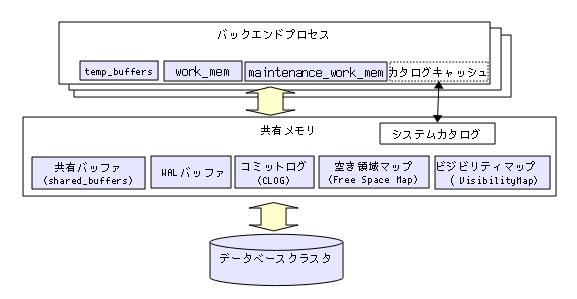 バックエンドプロセス
temp_buffers
work_mem
maintenance_work_mem
カタログキャッシュ
共有メモリ
システムカタログ
共有バッファ
(shared_buffers)
WALバッファ
コミットログ
(CLOG)
空き領域マップ
(Free Space Map)
ビジビリティマップ
( VisibilityMap)
データベースクラスタ